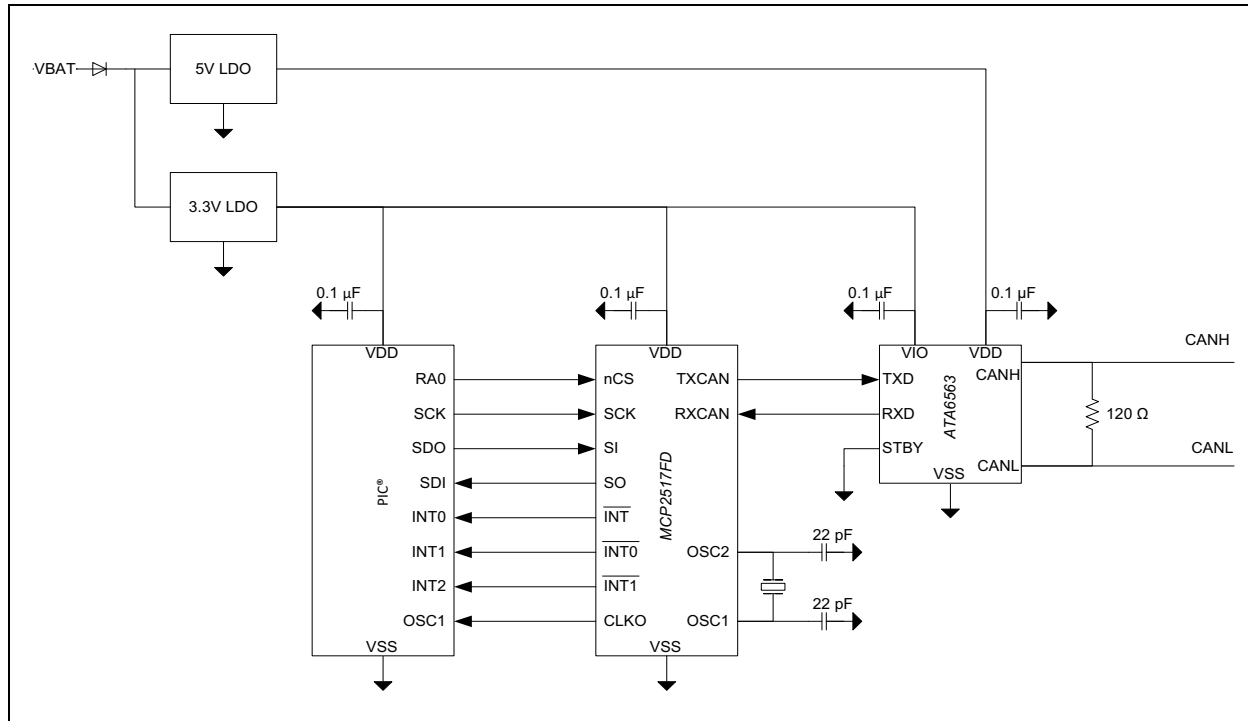 VBAT
5V LDO
3.3V LDO
0.1 µF
0.1 µF
0.1 µF
0.1 µF
VDD
RA0
SCK
SDO
SDI
INT0
INT1
INT2
OSC1
VSS
PIC®
VDD
nCS
SCK
SI
SO
INT
INT0
INT1
CLKO
VSS
MCP2517FD
TXCAN
RXCAN
OSC2
OSC1
22 pF
22 pF
VIO
VDD
TXD
RXD
STBY
ATA6563
CANH
CANL
VSS
120 Ω
CANH
CANL